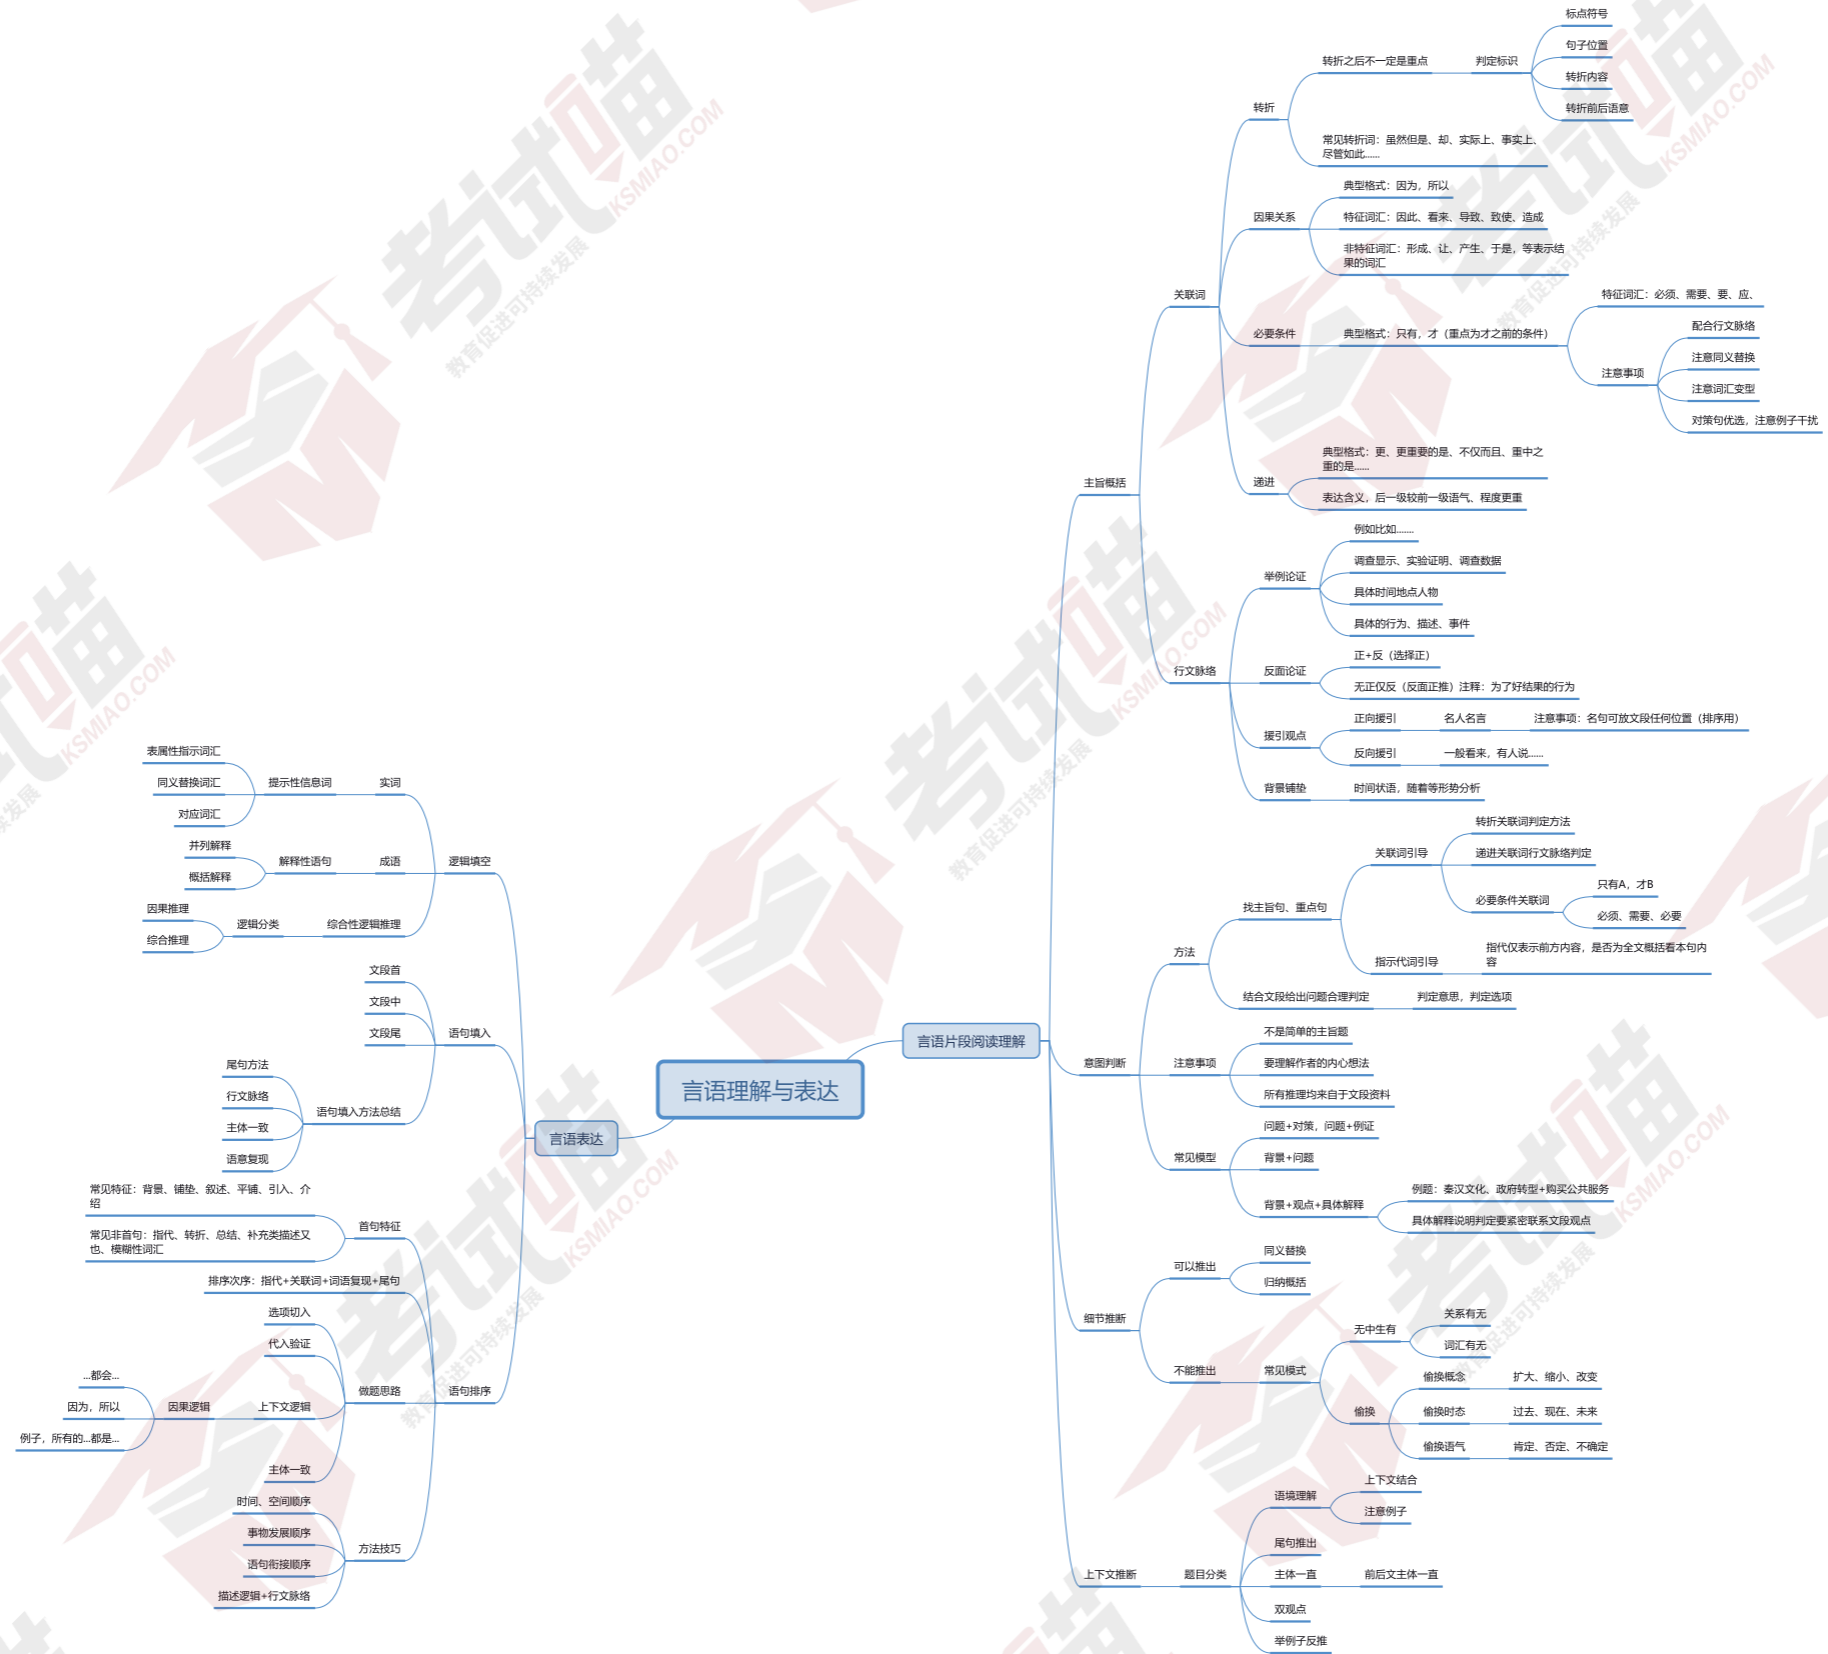 言语理解与表达
言语片段阅读理解
主旨概括
关联词
转折
转折之后不一定是重点
判定标识
标点符号
句子位置
转折内容
转折前后语意
常见转折词：虽然但是、却、实际上、事实上、
尽管如此......
因果关系
典型格式：因为，所以
特征词汇：因此、看来、导致、致使、造成
非特征词汇：形成、让、产生、于是，等表示结
果的词汇
必要条件
典型格式：只有，才（重点为才之前的条件）
特征词汇：必须、需要、要、应、
注意事项
配合行文脉络
注意同义替换
注意词汇变型
对策句优选，注意例子干扰
递进
典型格式：更、更重要的是、不仅而且、重中之
重的是......
表达含义，后一级较前一级语气、程度更重
行文脉络
举例论证
例如比如.......
调查显示、实验证明、调查数据
具体时间地点人物
具体的行为、描述、事件
反面论证
正+反（选择正）
无正仅反（反面正推）注释：为了好结果的行为
援引观点
正向援引
名人名言
注意事项：名句可放文段任何位置（排序用）
反向援引
一般看来，有人说......
背景铺垫
时间状语，随着等形势分析
意图判断
方法
找主旨句、重点句
关联词引导
转折关联词判定方法
递进关联词行文脉络判定
必要条件关联词
只有A，才B
必须、需要、必要
指示代词引导
指代仅表示前方内容，是否为全文概括看本句内
容
结合文段给出问题合理判定
判定意思，判定选项
注意事项
不是简单的主旨题
要理解作者的内心想法
所有推理均来自于文段资料
常见模型
问题+对策，问题+例证
背景+问题
背景+观点+具体解释
例题：秦汉文化、政府转型+购买公共服务
具体解释说明判定要紧密联系文段观点
细节推断
可以推出
同义替换
归纳概括
不能推出
常见模式
无中生有
关系有无
词汇有无
偷换
偷换概念
扩大、缩小、改变
偷换时态
过去、现在、未来
偷换语气
肯定、否定、不确定
上下文推断
题目分类
语境理解
上下文结合
注意例子
尾句推出
主体一直
前后文主体一直
双观点
举例子反推
言语表达
逻辑填空
实词
提示性信息词
表属性指示词汇
同义替换词汇
对应词汇
成语
解释性语句
并列解释
概括解释
综合性逻辑推理
逻辑分类
因果推理
综合推理
语句填入
文段首
文段中
文段尾
语句填入方法总结
尾句方法
行文脉络
主体一致
语意复现
语句排序
首句特征
常见特征：背景、铺垫、叙述、平铺、引入、介
绍
常见非首句：指代、转折、总结、补充类描述又
也、模糊性词汇
排序次序：指代+关联词+词语复现+尾句
做题思路
选项切入
代入验证
上下文逻辑
因果逻辑
...都会...
因为，所以
例子，所有的...都是...
主体一致
方法技巧
时间、空间顺序
事物发展顺序
语句衔接顺序
描述逻辑+行文脉络
考试喵
KSMIAO.COM
教育促进可持续发展